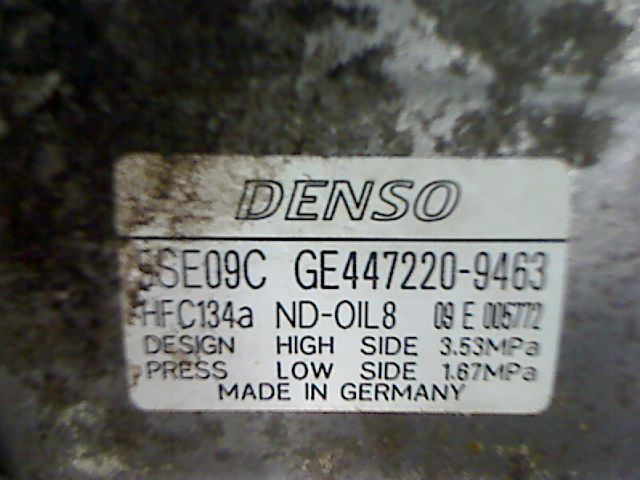 DENSO
5SE09C GE447220-9463
HFC134a ND-OIL8 09 E 005772
DESIGN HIGH SIDE 3.53MPa
PRESS LOW SIDE 1.67MPa
MADE IN GERMANY